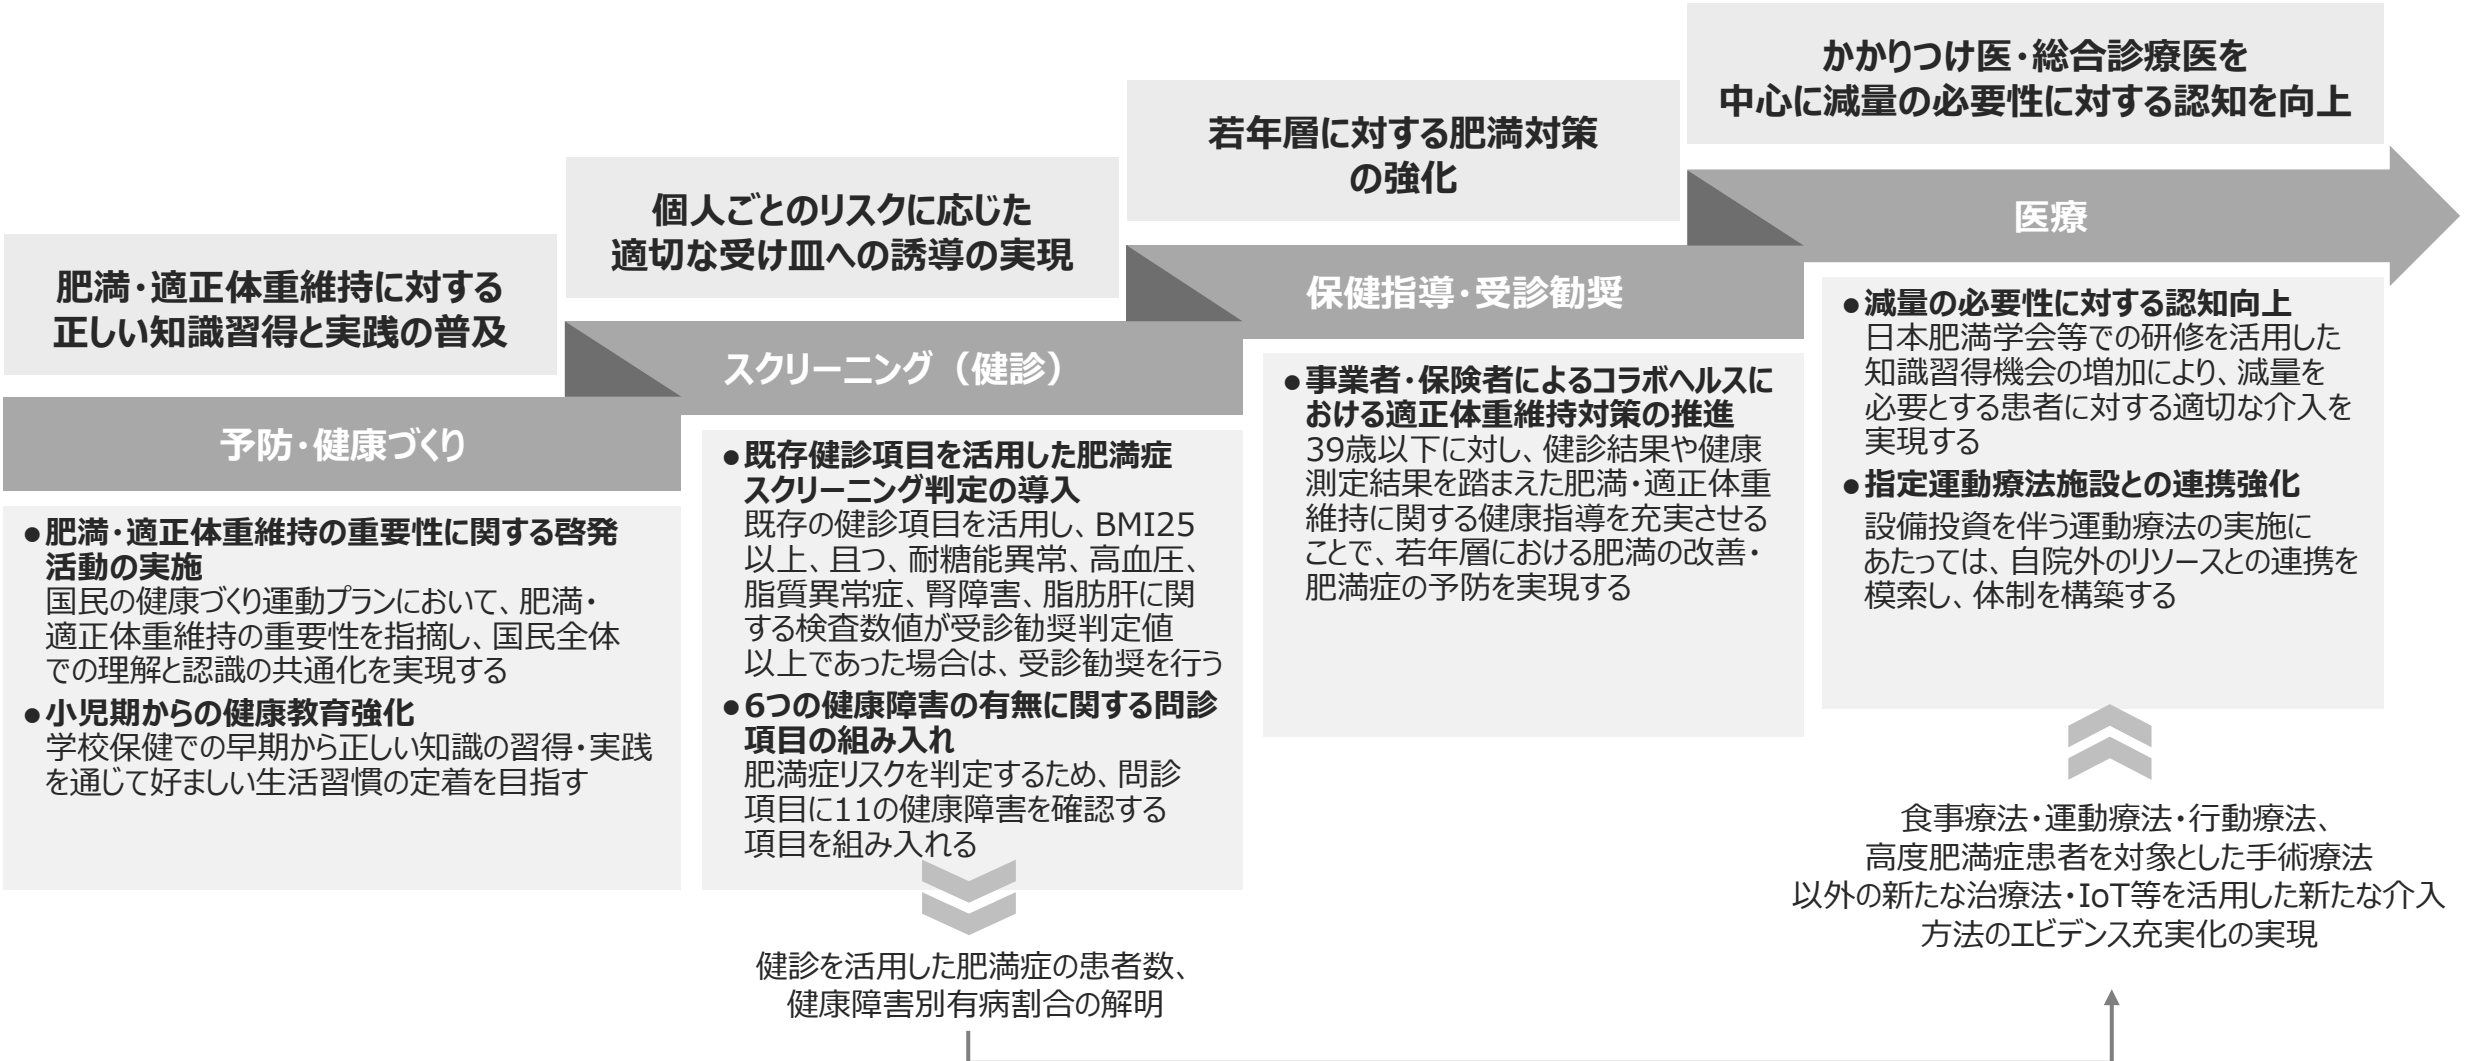 肥満・適正体重維持に対する
正しい知識習得と実践の普及
予防・健康づくり
●肥満・適正体重維持の重要性に関する啓発
活動の実施
国民の健康づくり運動プランにおいて、肥満・
適正体重維持の重要性を指摘し、国民全体
での理解と認識の共通化を実現する
●小児期からの健康教育強化
学校保健での早期から正しい知識の習得・実践
を通じて好ましい生活習慣の定着を目指す
個人ごとのリスクに応じた
適切な受け皿への誘導の実現
スクリーニング（健診）
●既存健診項目を活用した肥満症
スクリーニング判定の導入
既存の健診項目を活用し、BMI25
以上、且つ、耐糖能異常、高血圧、
脂質異常症、腎障害、脂肪肝に関
する検査数値が受診勧奨判定値
以上であった場合は、受診勧奨を行う
●6つの健康障害の有無に関する問診
項目の組み入れ
肥満症リスクを判定するため、問診
項目に11の健康障害を確認する
項目を組み入れる
健診を活用した肥満症の患者数、
健康障害別有病割合の解明
若年層に対する肥満対策
の強化
保健指導・受診勧奨
●事業者・保険者によるコラボヘルスに
おける適正体重維持対策の推進
39歳以下に対し、健診結果や健康
測定結果を踏まえた肥満・適正体重
維持に関する健康指導を充実させる
ことで、若年層における肥満の改善・
肥満症の予防を実現する
かかりつけ医・総合診療医を
中心に減量の必要性に対する認知を向上
医療
●減量の必要性に対する認知向上
日本肥満学会等での研修を活用した
知識習得機会の増加により、減量を
必要とする患者に対する適切な介入を
実現する
●指定運動療法施設との連携強化
設備投資を伴う運動療法の実施に
あたっては、自院外のリソースとの連携を
模索し、体制を構築する
食事療法・運動療法・行動療法、
高度肥満症患者を対象とした手術療法
以外の新たな治療法・IoT等を活用した新たな介入
方法のエビデンス充実化の実現